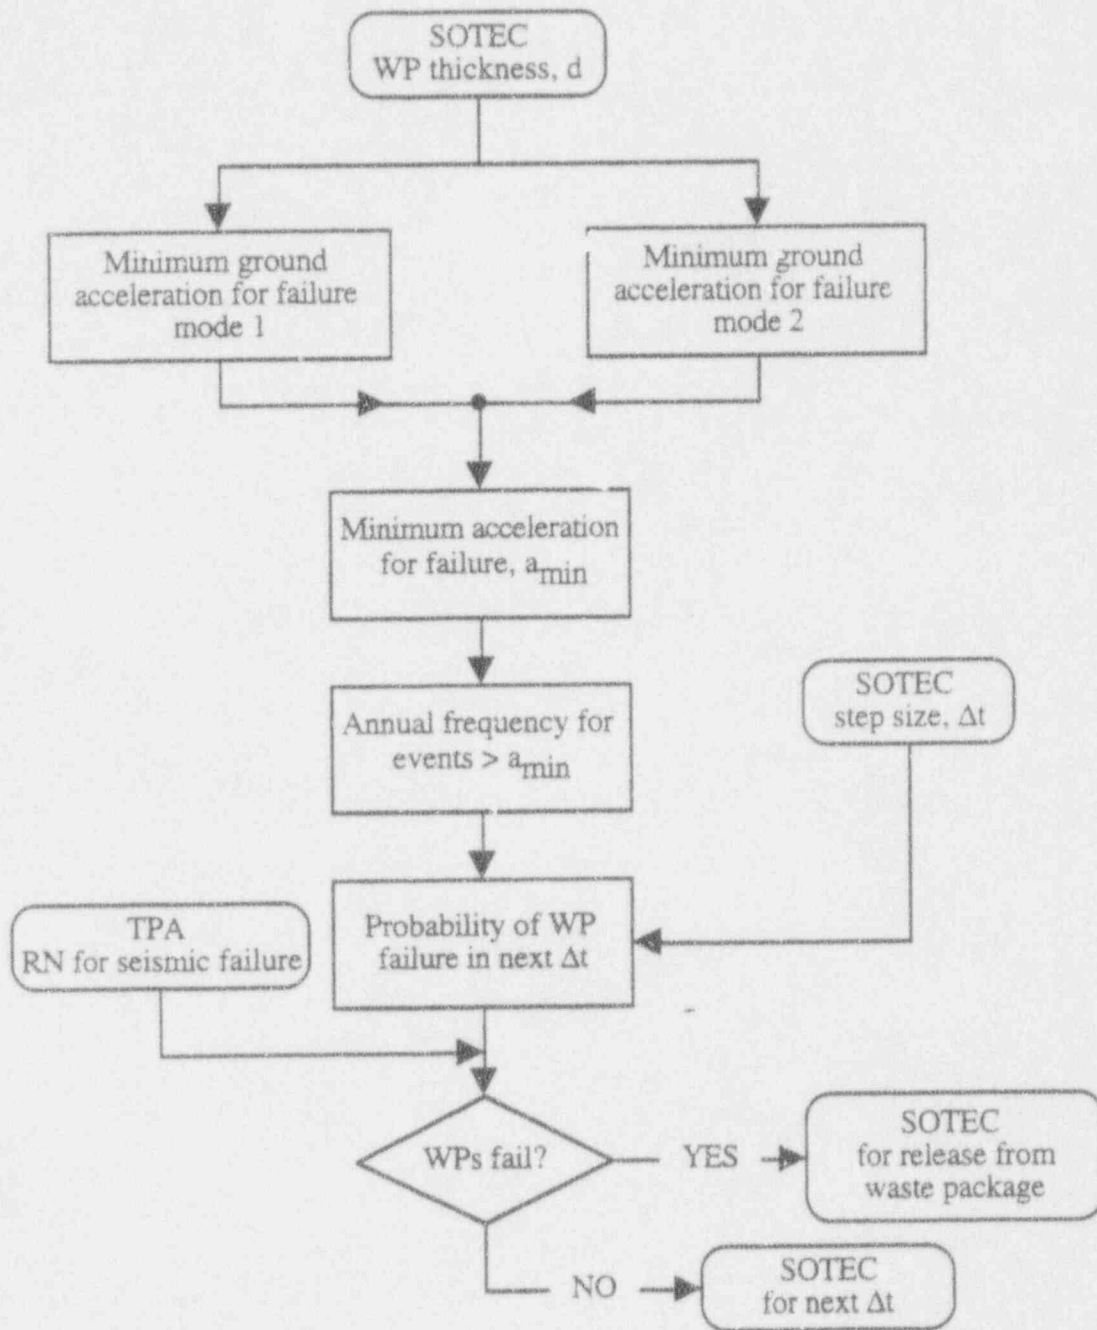 SOTEC
WP thickness, d
Minimum ground
acceleration for failure
mode 1
Minimum ground
acceleration for failure
mode 2
Minimum acceleration
for failure, a_min
Annual frequency for
events > a_min
SOTEC
step size, Δt
Probability of WP
failure in next Δt
TPA
RN for seismic failure
WPs fail?
YES
SOTEC
for release from
waste package
NO
SOTEC
for next Δt